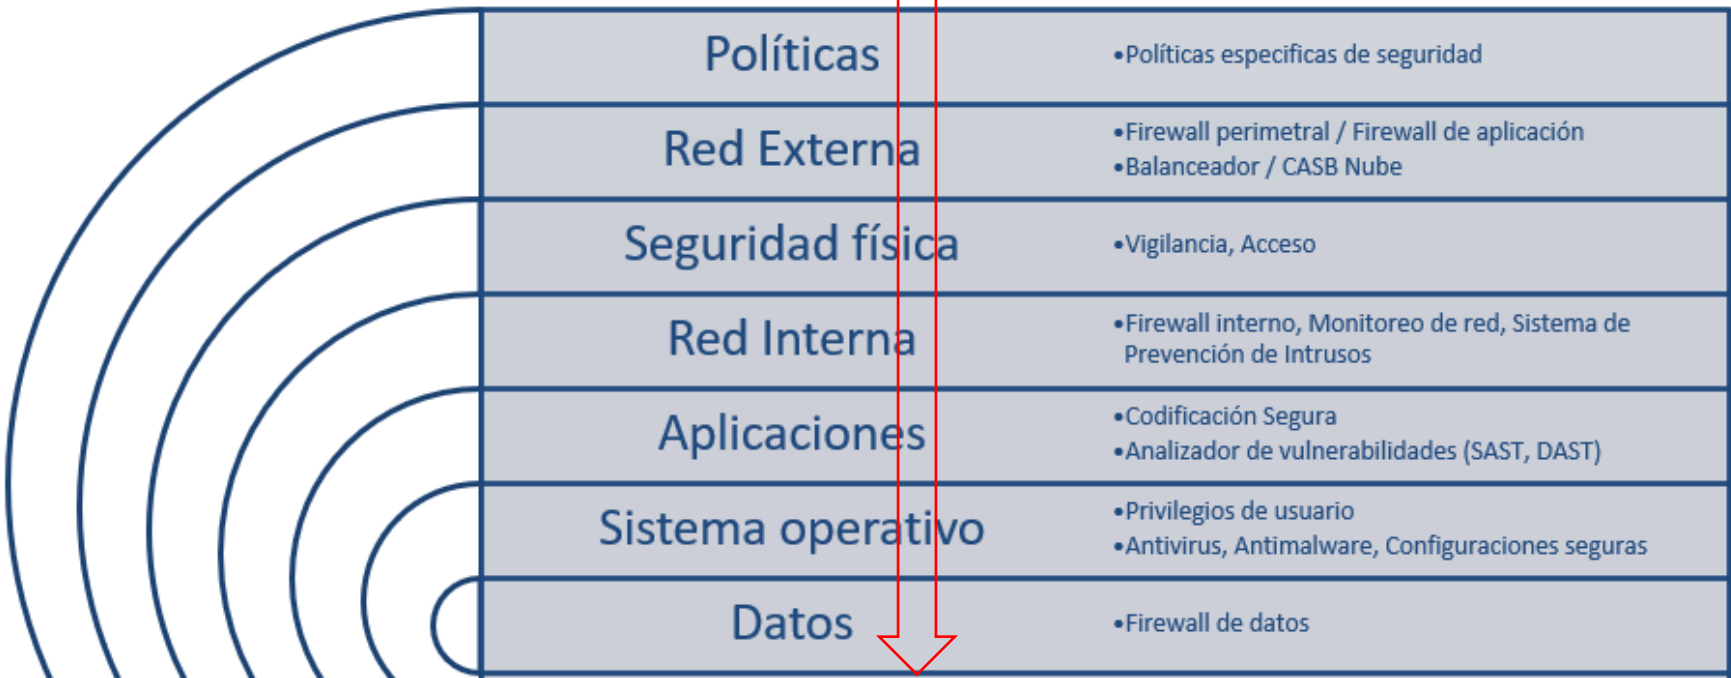 Políticas
•Políticas especificas de seguridad
Red Externa
•Firewall perimetral / Firewall de aplicación
•Balanceador / CASB Nube
Seguridad física
•Vigilancia, Acceso
Red Interna
•Firewall interno, Monitoreo de red, Sistema de
Prevención de Intrusos
Aplicaciones
•Codificación Segura
•Analizador de vulnerabilidades (SAST, DAST)
Sistema operativo
•Privilegios de usuario
•Antivirus, Antimalware, Configuraciones seguras
Datos
•Firewall de datos